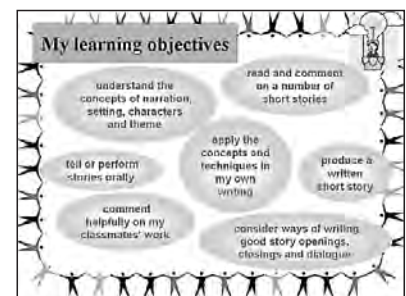 My learning objectives
understand the
concepts of narration,
setting, characters
and theme
read and comment
on a number of
short stories
apply the
concepts and
techniques in
my own
writing
tell or perform
stories orally
produce a
written
short story
comment
helpfully on my
classmates' work
consider ways of writing
good story openings,
closings and dialogue